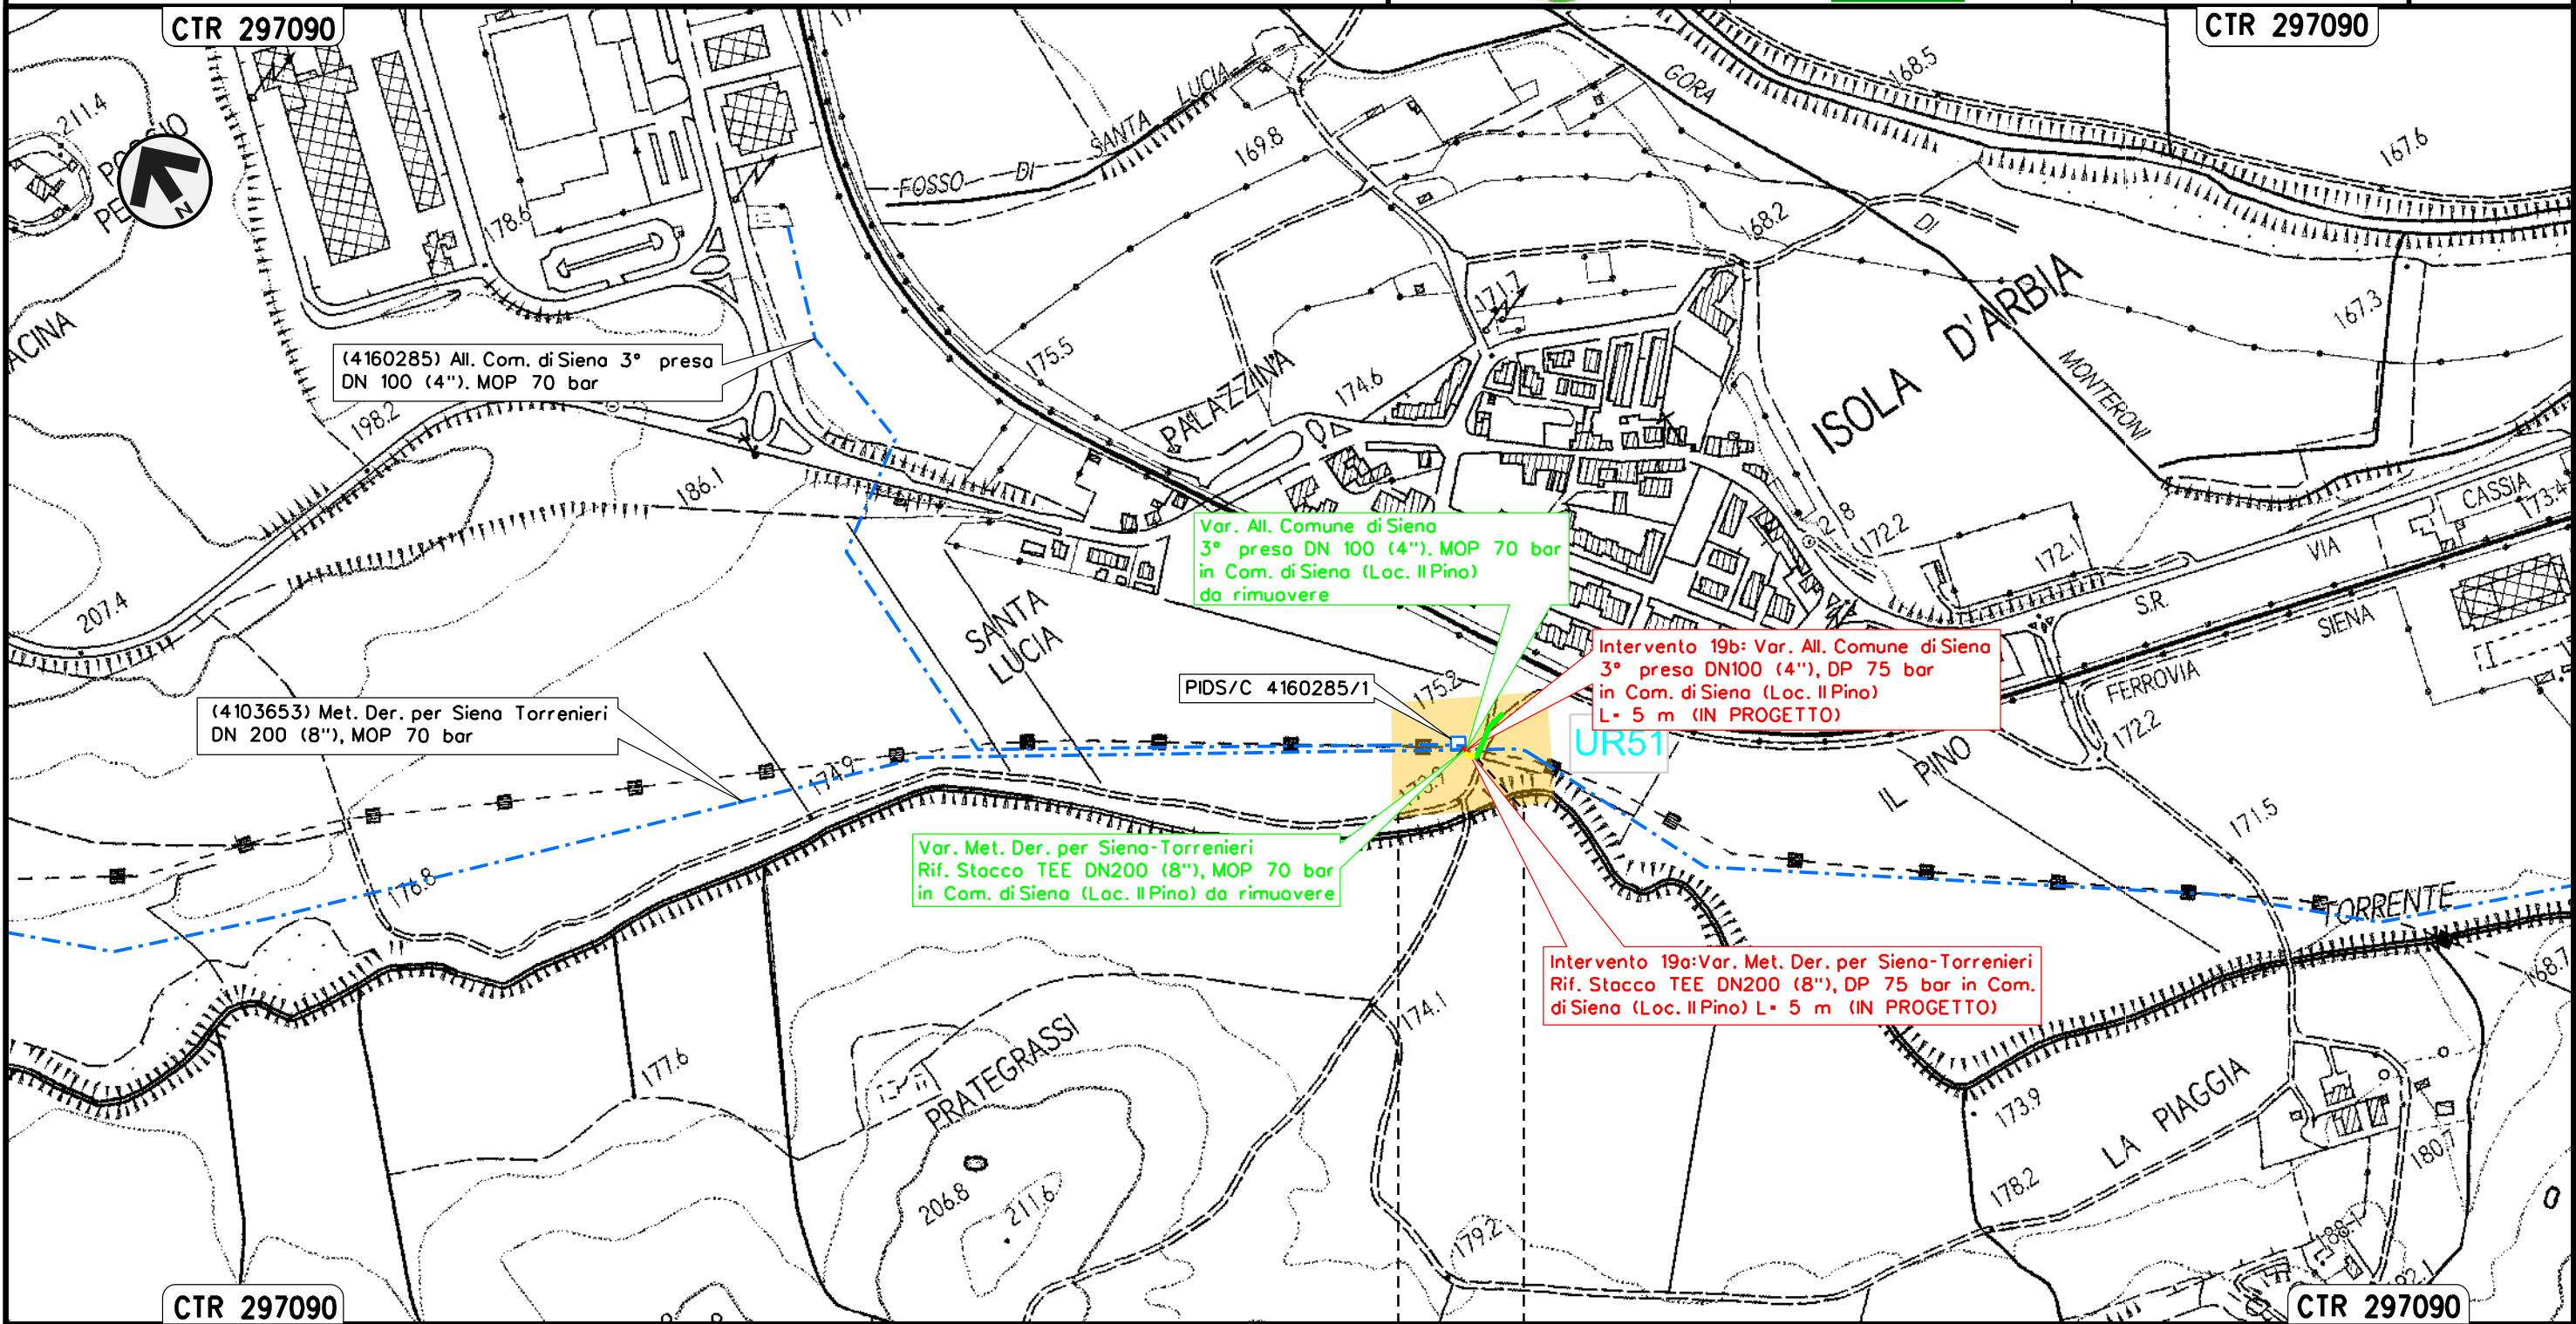 CTR 297090
CTR 297090
211.4
178.6
FOSSO DI SANTA LUCIA
169.8
GORA
168.5
167.6
168.2
DI
171.7
167.3
MONTERONI
ISOLA D'ARBIA
ACINA
(4160285) All. Com. di Siena 3° presa
DN 100 (4"). MOP 70 bar
175.5
PALAZZINA
174.6
198.2
186.1
207.4
SANTA
LUCIA
Var. All. Comune di Siena
3° presa DN 100 (4"). MOP 70 bar
in Com. di Siena (Loc. Il Pino)
da rimuovere
172.2
172.1
S.R.
VIA
CASSIA
173.4
FERROVIA
SIENA
Intervento 19b: Var. All. Comune di Siena
3° presa DN100 (4"), DP 75 bar
in Com. di Siena (Loc. Il Pino)
L= 5 m (IN PROGETTO)
PIDS/C 4160285/1
175.2
UR51
172.2
IL PINO
(4103653) Met. Der. per Siena Torrenieri
DN 200 (8"), MOP 70 bar
174.9
173.9
171.5
176.8
Var. Met. Der. per Siena-Torrenieri
Rif. Stacco TEE DN200 (8"), MOP 70 bar
in Com. di Siena (Loc. Il Pino) da rimuovere
TORRENTE
168.7
Intervento 19a:Var. Met. Der. per Siena-Torrenieri
Rif. Stacco TEE DN200 (8"), DP 75 bar in Com.
di Siena (Loc. Il Pino) L= 5 m (IN PROGETTO)
174.1
177.6
PRATEGRASSI
206.8
211.6
179.2
173.9
178.2
LA PIAGGIA
180.7
188.1
N
CTR 297090
CTR 297090